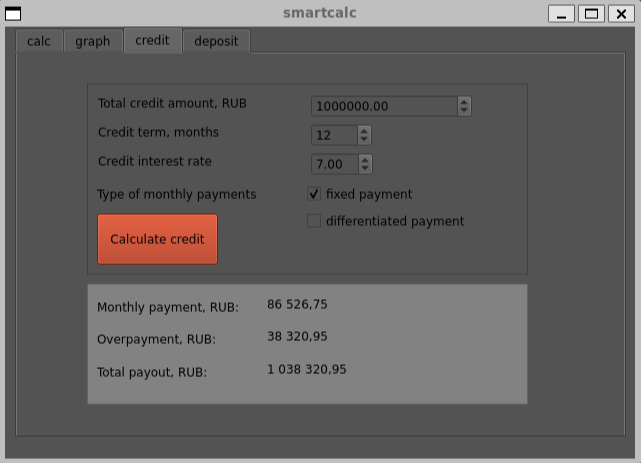 smartcalc
calc graph credit deposit
Total credit amount, RUB 1000000.00
Credit term, months 12
Credit interest rate 7.00
Type of monthly payments fixed payment
differentiated payment
Calculate credit
Monthly payment, RUB: 86 526,75
Overpayment, RUB: 38 320,95
Total payout, RUB: 1 038 320,95